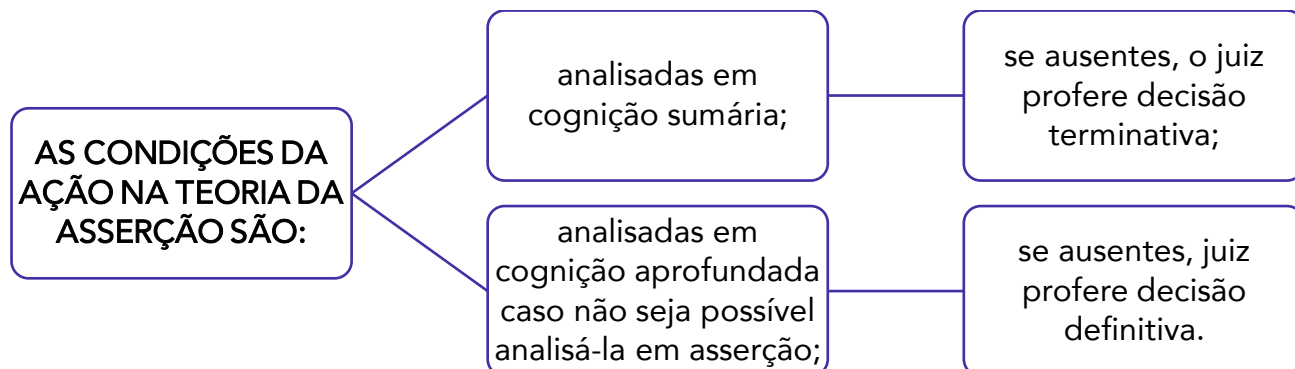 AS CONDIÇÕES DA
AÇÃO NA TEORIA DA
ASSERÇÃO SÃO:
analisadas em
cognição sumária;
se ausentes, o juiz
profere decisão
terminativa;
analisadas em
cognição aprofundada
caso não seja possível
analisá-la em asserção;
se ausentes, juiz
profere decisão
definitiva.